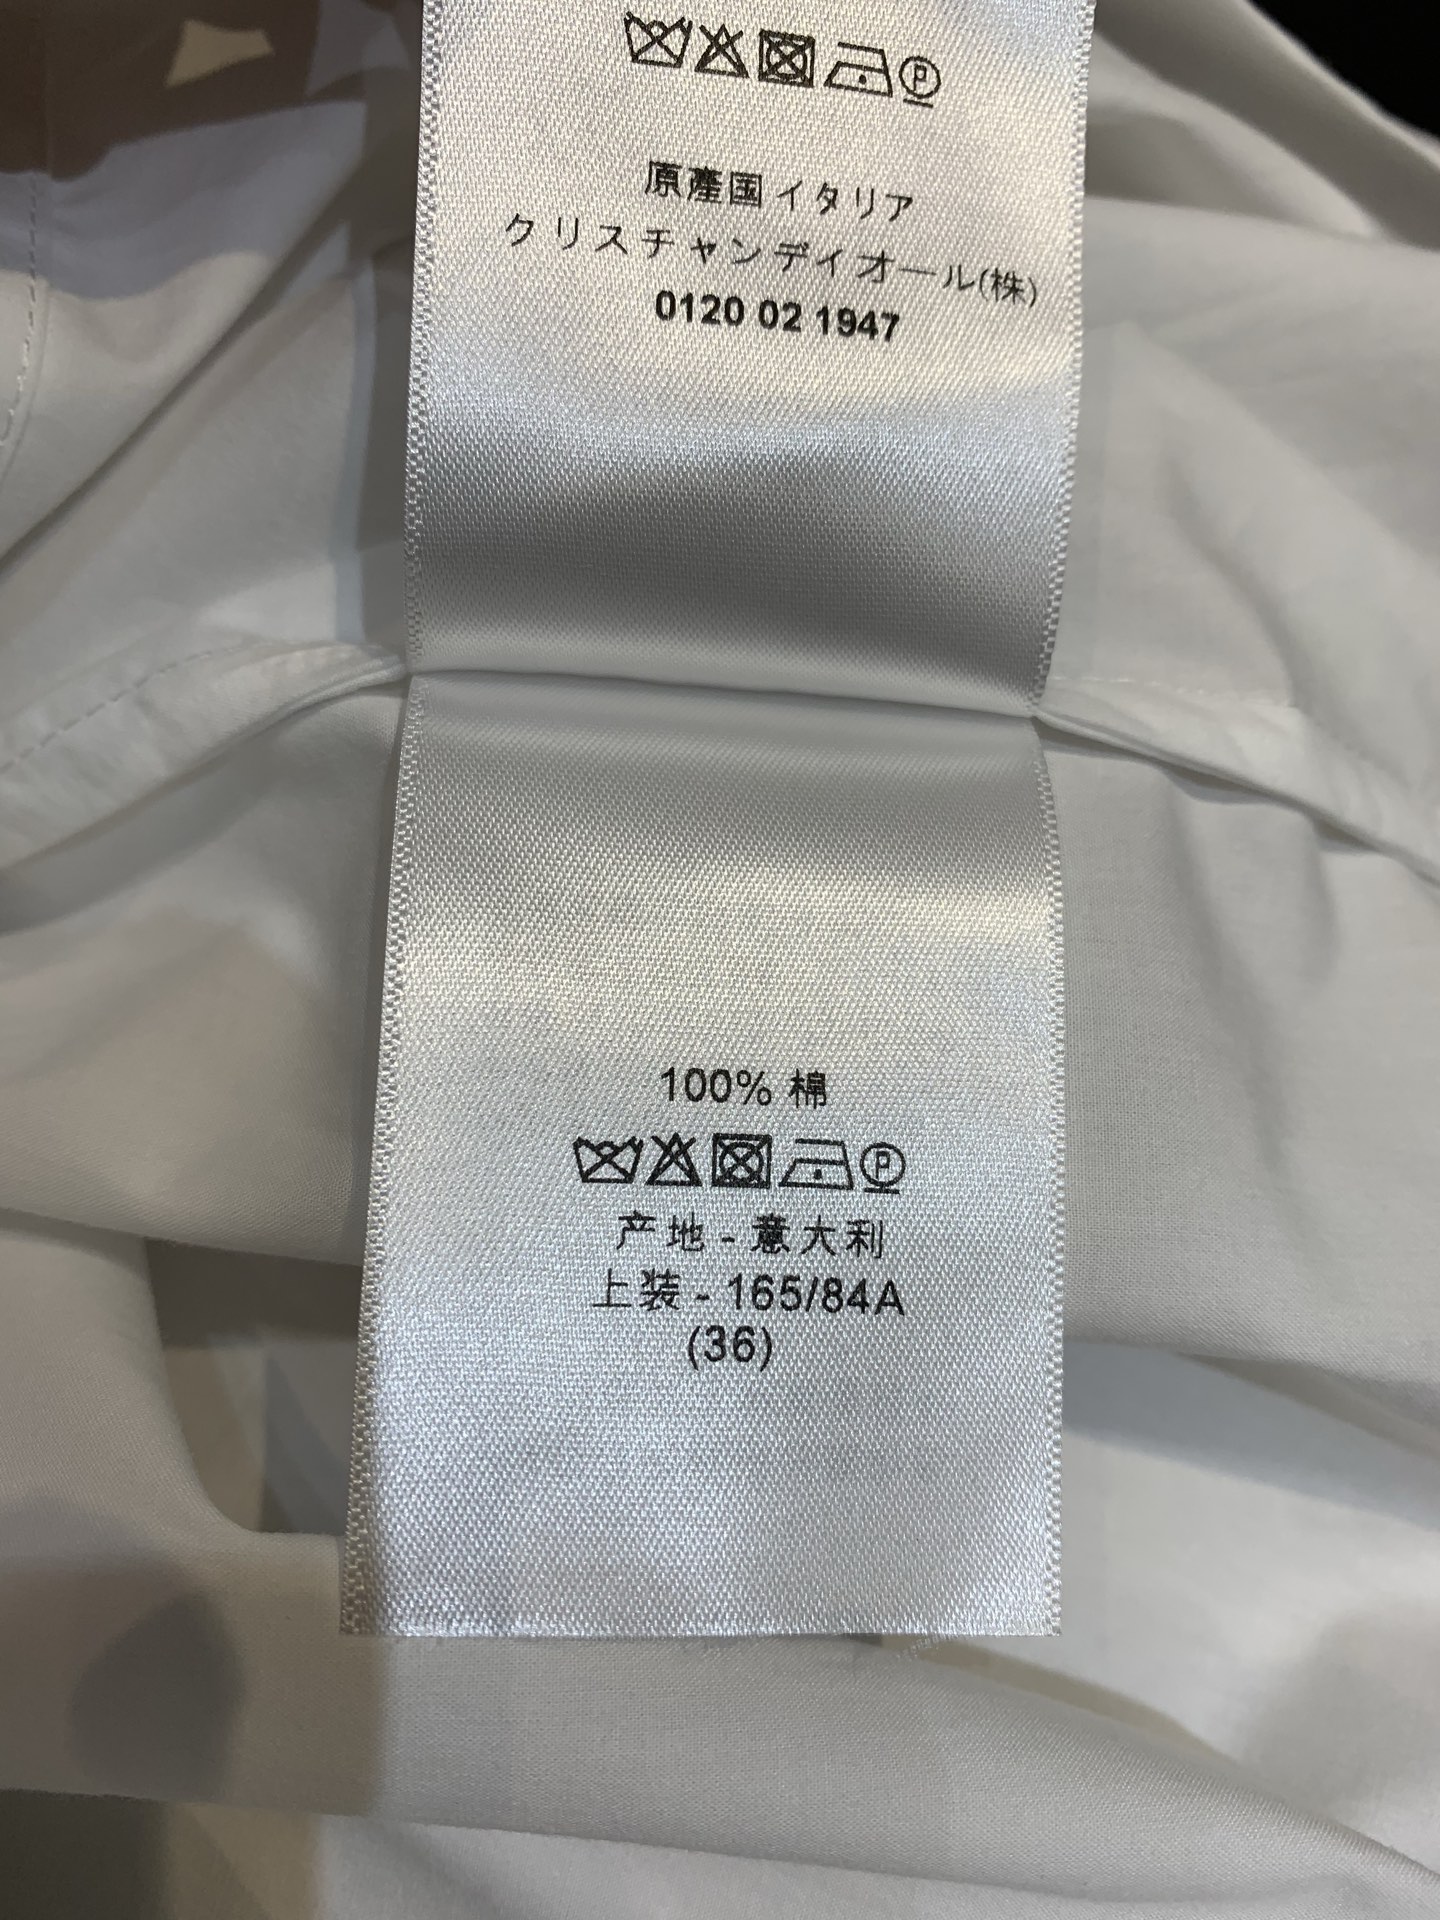 原產国イタリア
クリスチャンディオール(株)
0120 02 1947
100% 棉
産地 - 意大利
上装 - 165/84A
(36)